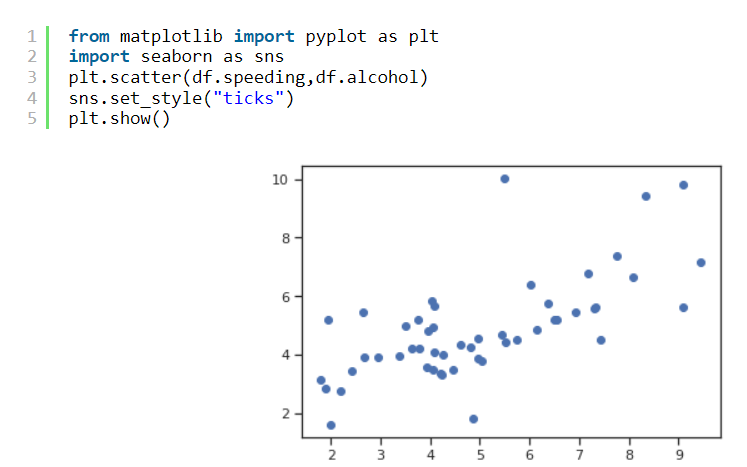 1 from matplotlib import pyplot as plt
2 import seaborn as sns
3 plt.scatter(df.speeding,df.alcohol)
4 sns.set_style("ticks")
5 plt.show()
10
8
6
4
2
2 3 4 5 6 7 8 9